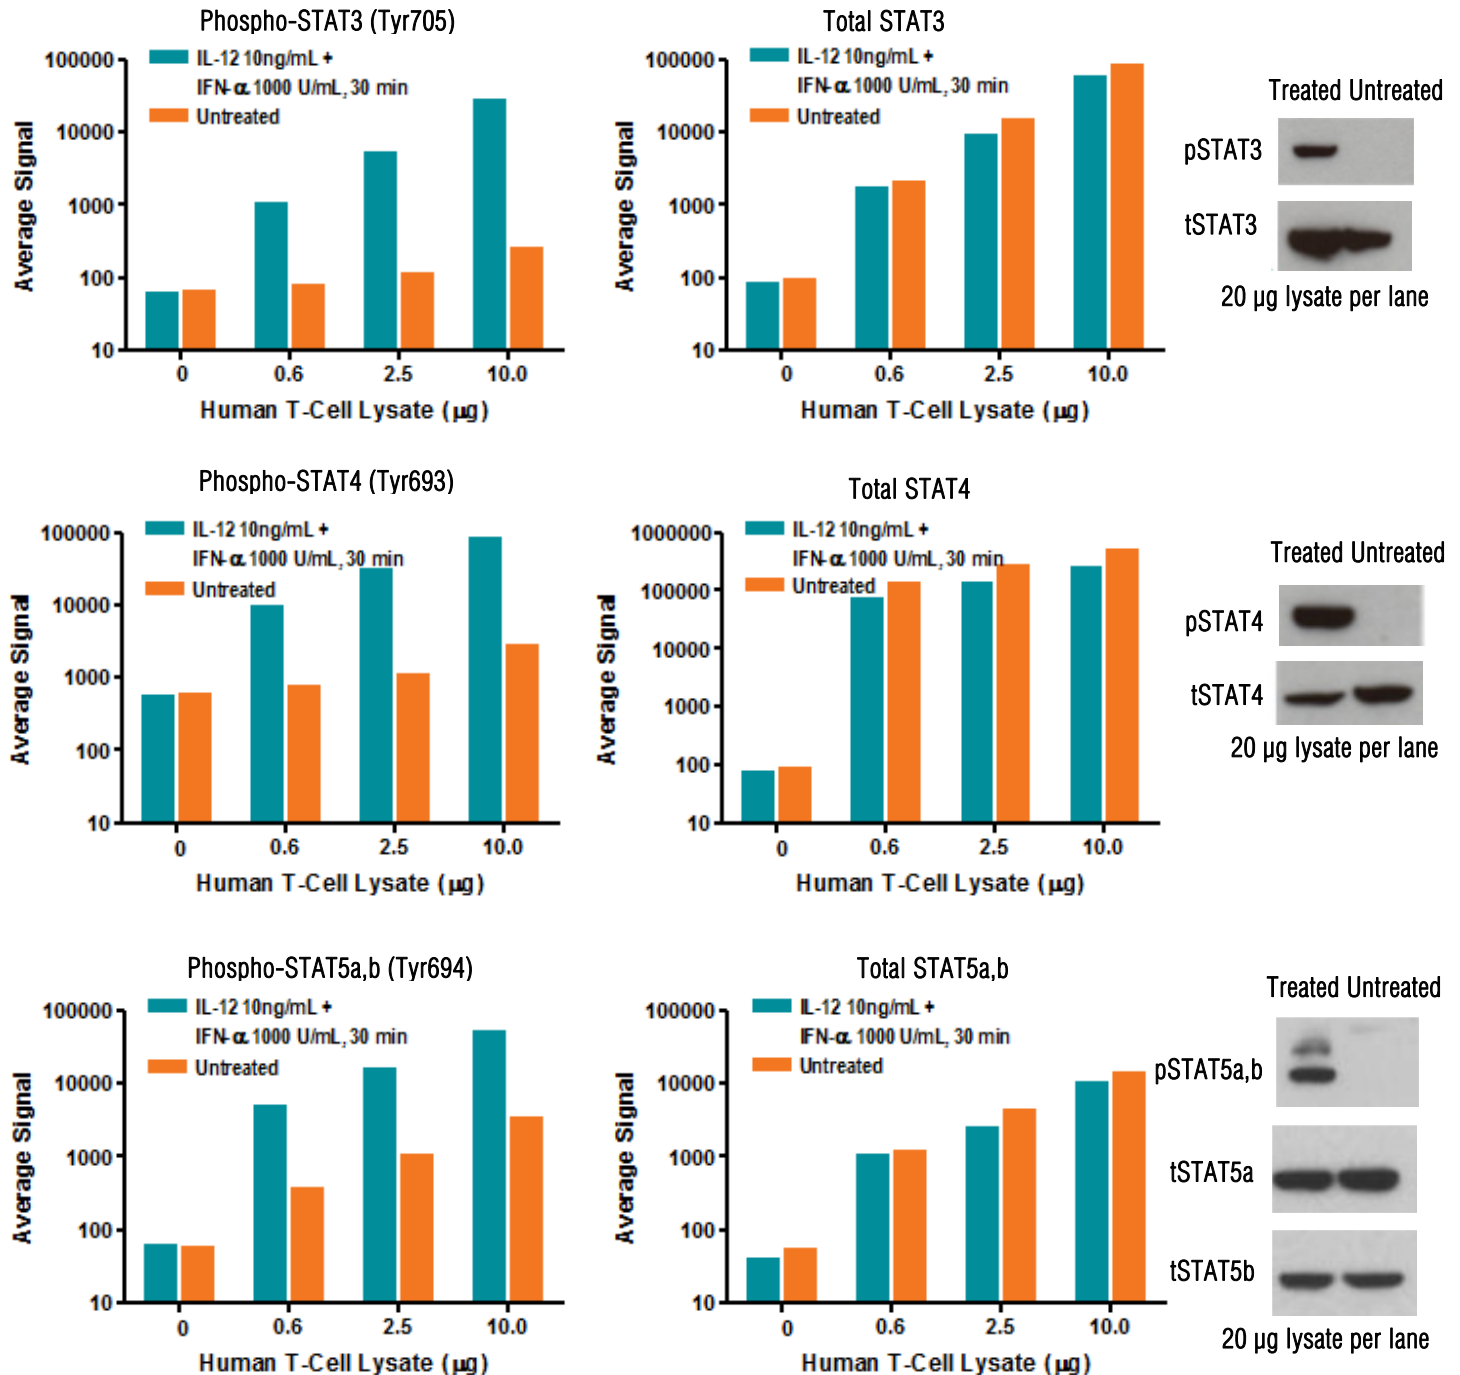 Phospho-STAT3 (Tyr705)
100000
10000
1000
100
10
Average Signal
IL-12 10ng/mL +
IFN-α 1000 U/mL, 30 min
Untreated
0 0.6 2.5 10.0
Human T-Cell Lysate (µg)
Total STAT3
100000
10000
1000
100
10
Average Signal
IL-12 10ng/mL +
IFN-α 1000 U/mL, 30 min
Untreated
0 0.6 2.5 10.0
Human T-Cell Lysate (µg)
Treated Untreated
pSTAT3
tSTAT3
20 µg lysate per lane
Phospho-STAT4 (Tyr693)
100000
10000
1000
100
10
Average Signal
IL-12 10ng/mL +
IFN-α 1000 U/mL, 30 min
Untreated
0 0.6 2.5 10.0
Human T-Cell Lysate (µg)
Total STAT4
1000000
100000
10000
1000
100
10
Average Signal
IL-12 10ng/mL +
IFN-α 1000 U/mL, 30 min
Untreated
0 0.6 2.5 10.0
Human T-Cell Lysate (µg)
Treated Untreated
pSTAT4
tSTAT4
20 µg lysate per lane
Phospho-STAT5a,b (Tyr694)
100000
10000
1000
100
10
Average Signal
IL-12 10ng/mL +
IFN-α 1000 U/mL, 30 min
Untreated
0 0.6 2.5 10.0
Human T-Cell Lysate (µg)
Total STAT5a,b
100000
10000
1000
100
10
Average Signal
IL-12 10ng/mL +
IFN-α 1000 U/mL, 30 min
Untreated
0 0.6 2.5 10.0
Human T-Cell Lysate (µg)
Treated Untreated
pSTAT5a,b
tSTAT5a
tSTAT5b
20 µg lysate per lane